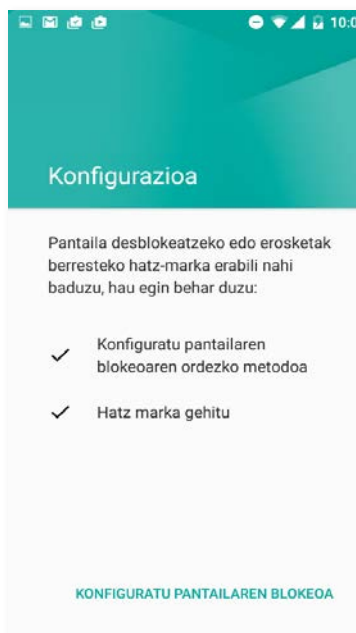 10:0
Konfigurazioa
Pantaila desblokeatzeko edo erosketak
berresteko hatz-marka erabili nahi
baduzu, hau egin behar duzu:
Konfiguratu pantailaren
blokeoaren ordezko metodoa
Hatz marka gehitu
KONFIGURATU PANTAILAREN BLOKEOA